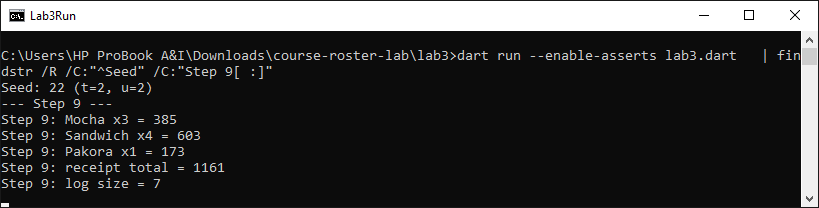 Lab3Run
C:\Users\HP ProBook A&I\Downloads\course-roster-lab\lab3>dart run --enable-asserts lab3.dart   | fin
dstr /R /C:"^Seed" /C:"Step 9[ :]"
Seed: 22 (t=2, u=2)
--- Step 9 ---
Step 9: Mocha x3 = 385
Step 9: Sandwich x4 = 603
Step 9: Pakora x1 = 173
Step 9: receipt total = 1161
Step 9: log size = 7